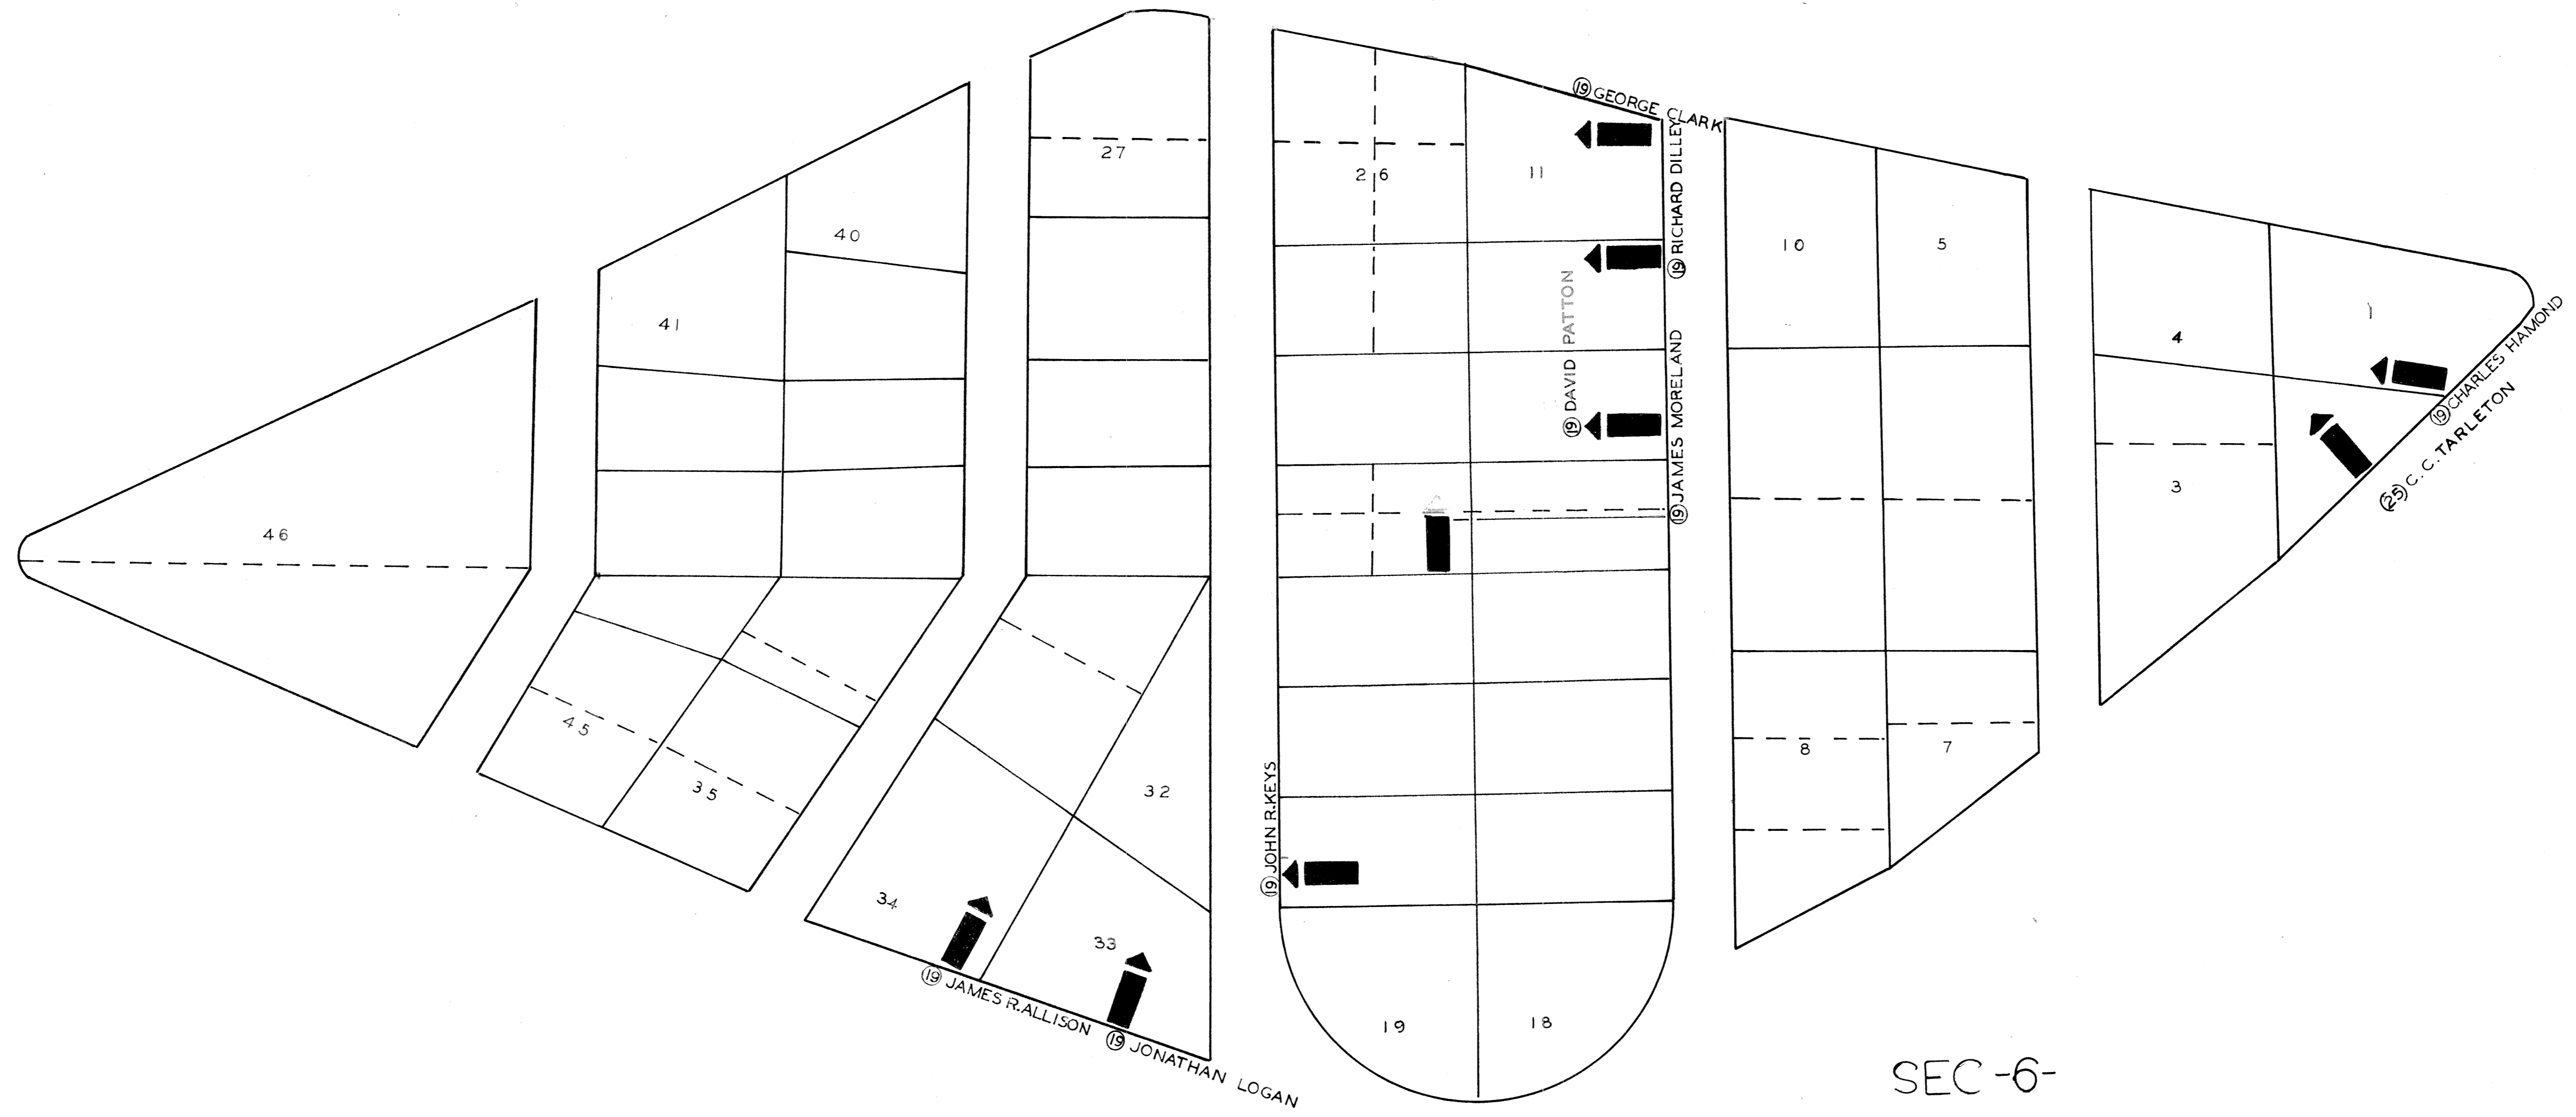 46
41
40
45
35
27
32
34
33
19 JAMES R. ALLISON
19 JONATHAN LOGAN
26
11
19 GEORGE CLARK
19 RICHARD DILLEY
19 DAVID PATTON
19 JAMES MORELAND
19 JOHN R. KEYS
19
18
10
5
8
7
4
1
3
19 CHARLES HAMOND
25 C. C. TARLETON
SEC -6-